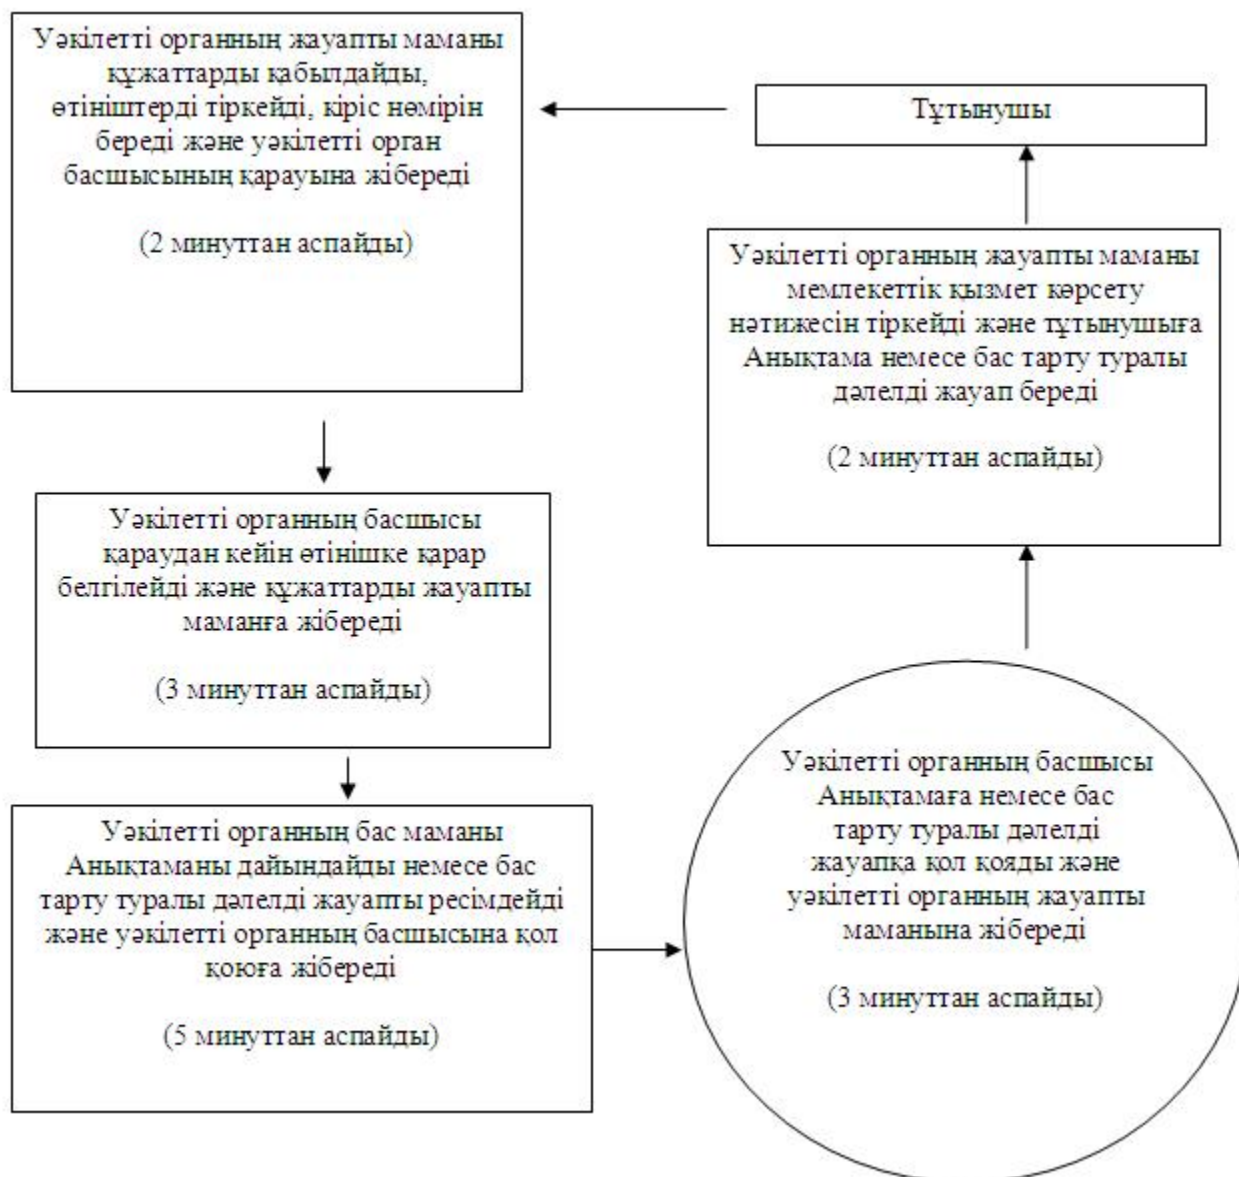 Уәкілетті органның жауапты маманы
құжаттарды қабылдайды,
өтініштерді тіркейді, кіріс нөмірін
береді және уәкілетті орган
басшысының қарауына жібереді
(2 минуттан аспайды)
Тұтынушы
Уәкілетті органның жауапты маманы
мемлекеттік қызмет көрсету
нәтижесін тіркейді және тұтынушыға
Анықтама немесе бас тарту туралы
дәлелді жауап береді
(2 минуттан аспайды)
Уәкілетті органның басшысы
қараудан кейін өтінішке қарар
белгілейді және құжаттарды жауапты
маманға жібереді
(3 минуттан аспайды)
Уәкілетті органның бас маманы
Анықтаманы дайындайды немесе бас
тарту туралы дәлелді жауапты ресімдейді
және уәкілетті органның басшысына қол
қоюға жібереді
(5 минуттан аспайды)
Уәкілетті органның басшысы
Анықтамаға немесе бас
тарту туралы дәлелді
жауапқа қол қояды және
уәкілетті органның жауапты
маманына жібереді
(3 минуттан аспайды)